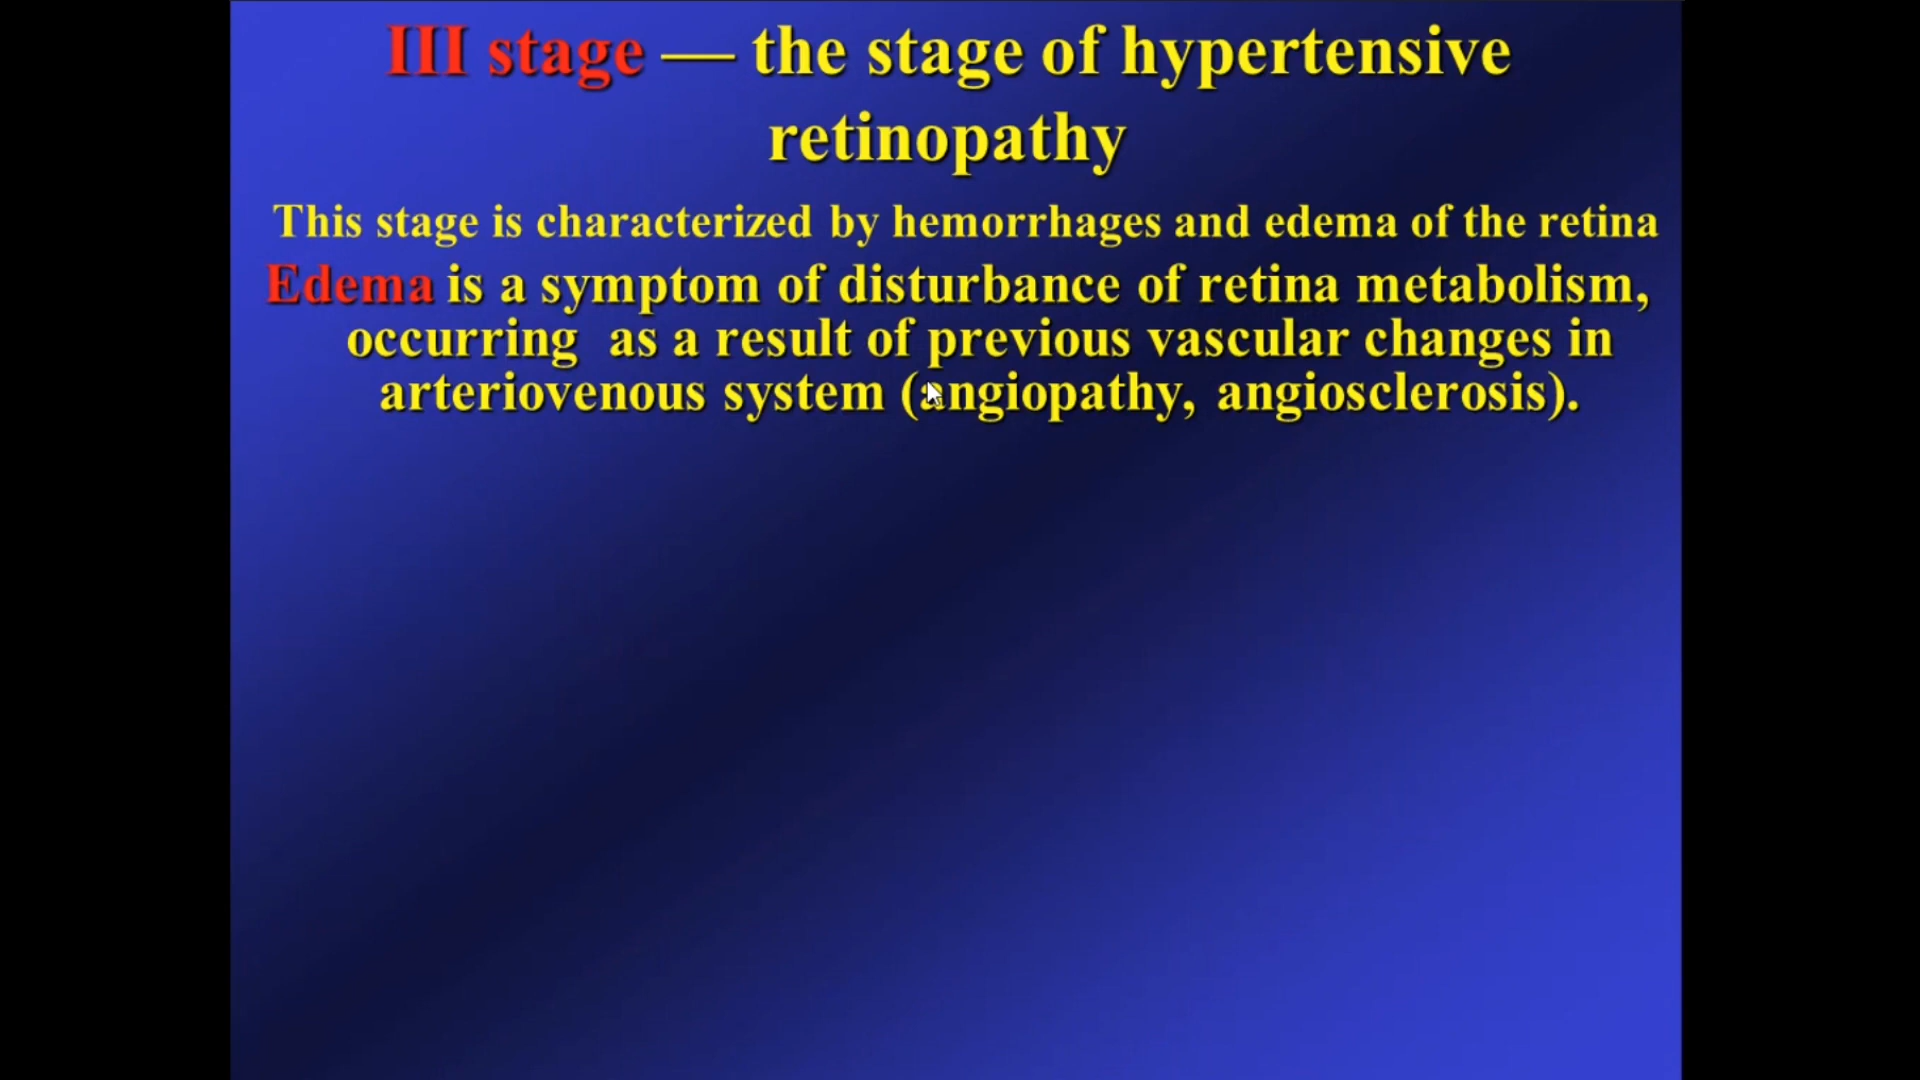 III stage — the stage of hypertensive
retinopathy
This stage is characterized by hemorrhages and edema of the retina
Edema is a symptom of disturbance of retina metabolism,
occurring as a result of previous vascular changes in
arteriovenous system (angiopathy, angiosclerosis).